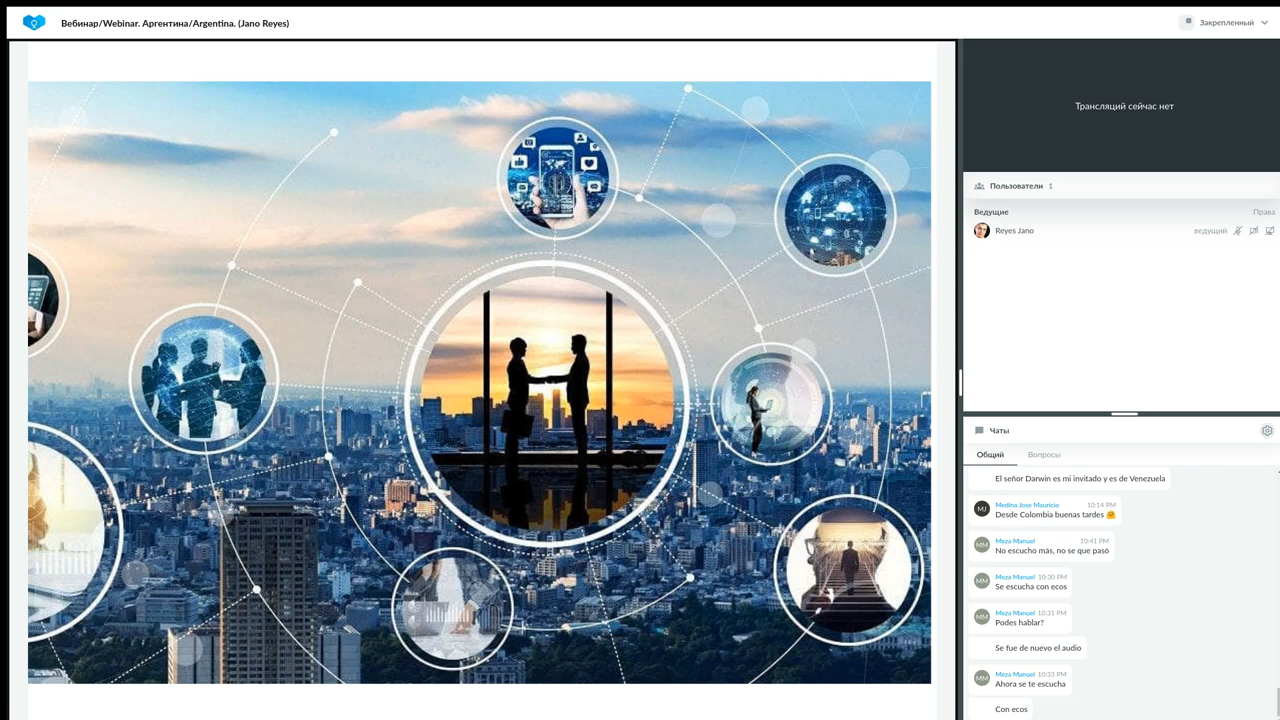 Вебинар/Webinar. Аргентина/Argentina. (Jano Reyes)
Закрепленный
Трансляций сейчас нет
Пользователи 1
Ведущие Права
Reyes Jano ведущий
Чаты
Общий Вопросы
El señor Darwin es mi invitado y es de Venezuela
MJ Medina Jose Mauricio 10:14 PM
Desde Colombia buenas tardes 🤗
MM Meza Manuel 10:41 PM
No escucho más, no se que pasó
MM Meza Manuel 10:30 PM
Se escucha con ecos
MM Meza Manuel 10:31 PM
Podes hablar?
Se fue de nuevo el audio
MM Meza Manuel 10:33 PM
Ahora se te escucha
Con ecos